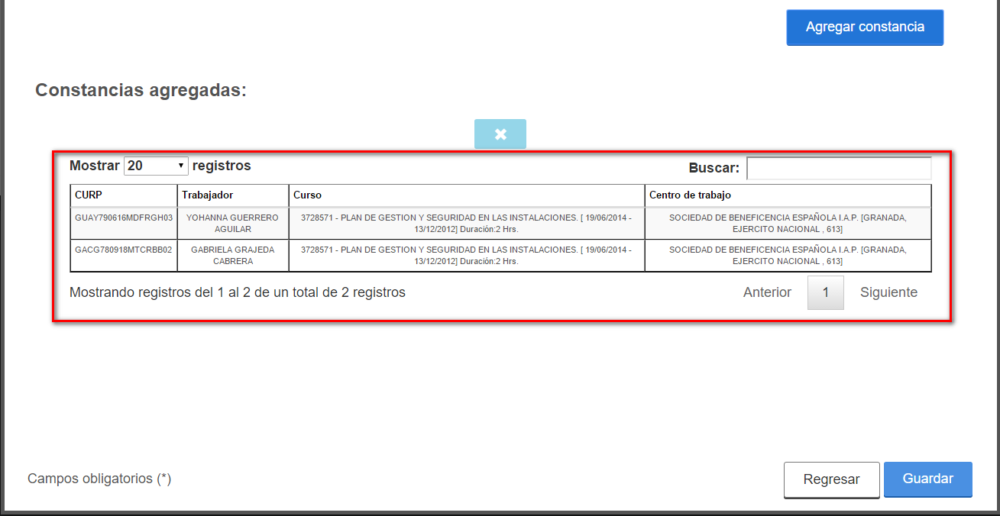 Agregar constancia
Constancias agregadas:
Mostrar 20 registros
Buscar:
CURP Trabajador Curso Centro de trabajo
GUAY790616MDFRGH03 YOHANNA GUERRERO 3728571 - PLAN DE GESTION Y SEGURIDAD EN LAS INSTALACIONES. [ 19/06/2014 - SOCIEDAD DE BENEFICENCIA ESPAÑOLA I.A.P. [GRANADA,
AGUILAR 13/12/2012] Duración:2 Hrs. EJERCITO NACIONAL , 613]
GACG780918MTCRBB02 GABRIELA GRAJEDA 3728571 - PLAN DE GESTION Y SEGURIDAD EN LAS INSTALACIONES. [ 19/06/2014 - SOCIEDAD DE BENEFICENCIA ESPAÑOLA I.A.P. [GRANADA,
CABRERA 13/12/2012] Duración:2 Hrs. EJERCITO NACIONAL , 613]
Mostrando registros del 1 al 2 de un total de 2 registros
Anterior 1 Siguiente
Campos obligatorios (*)
Regresar Guardar